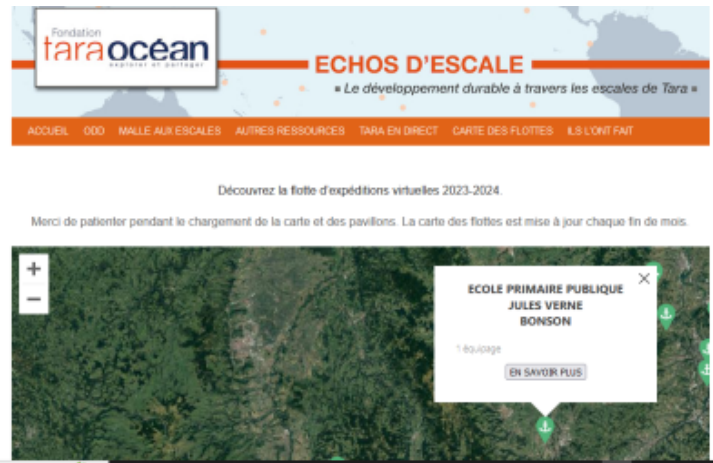 Fondation
tara océan
explorer et partager
ECHOS D'ESCALE
Le développement durable à travers les escales de Tara
ACCUEIL ODD MALLE AUX ESCALES AUTRES RESSOURCES TARA EN DIRECT CARTE DES FLOTTES ILS L'ONT FAIT
Découvrez la flotte d'expéditions virtuelles 2023-2024.
Merci de patienter pendant le chargement de la carte et des pavillons. La carte des flottes est mise à jour chaque fin de mois.
+
−
ECOLE PRIMAIRE PUBLIQUE
JULES VERNE
BONSON
1 équipage
EN SAVOIR PLUS